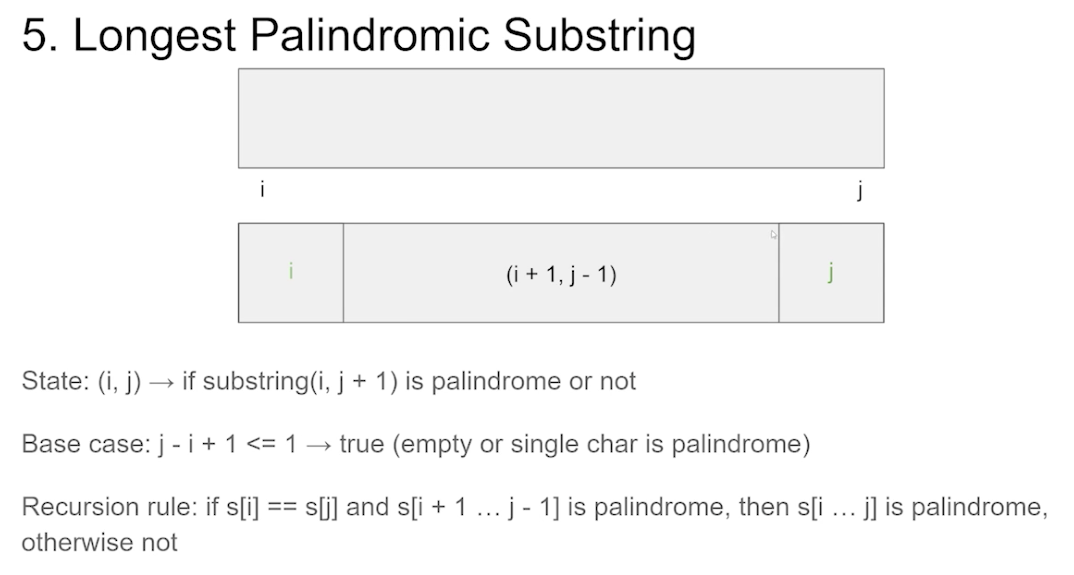 5. Longest Palindromic Substring
i
j
i
(i + 1, j - 1)
j
State: (i, j) → if substring(i, j + 1) is palindrome or not
Base case: j - i + 1 <= 1 → true (empty or single char is palindrome)
Recursion rule: if s[i] == s[j] and s[i + 1 … j - 1] is palindrome, then s[i … j] is palindrome,
otherwise not